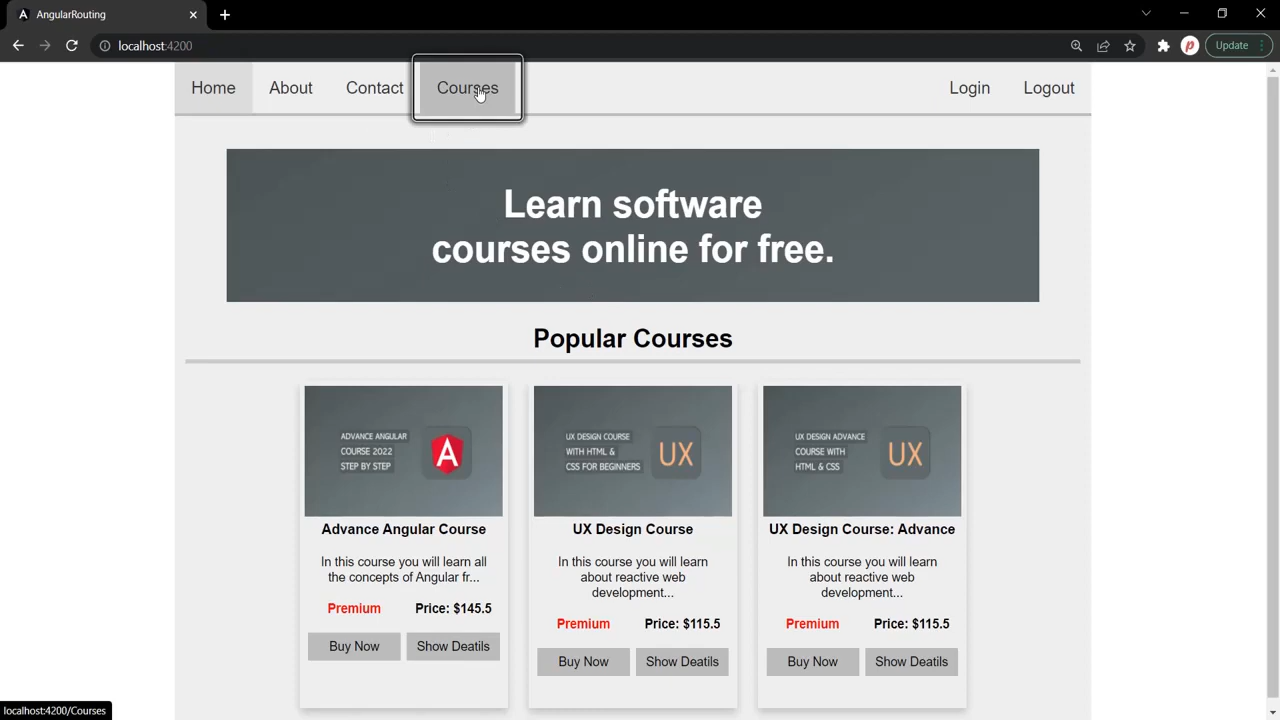 AngularRouting
localhost:4200
Update
Home About Contact Courses Login Logout
Learn software
courses online for free.
Popular Courses
ADVANCE ANGULAR
COURSE 2022
STEP BY STEP
Advance Angular Course
In this course you will learn all
the concepts of Angular fr...
Premium Price: $145.5
Buy Now Show Deatils
UX DESIGN COURSE
WITH HTML &
CSS FOR BEGINNERS
UX
UX Design Course
In this course you will learn
about reactive web
development...
Premium Price: $115.5
Buy Now Show Deatils
UX DESIGN ADVANCE
COURSE WITH
HTML & CSS
UX
UX Design Course: Advance
In this course you will learn
about reactive web
development...
Premium Price: $115.5
Buy Now Show Deatils
localhost:4200/Courses